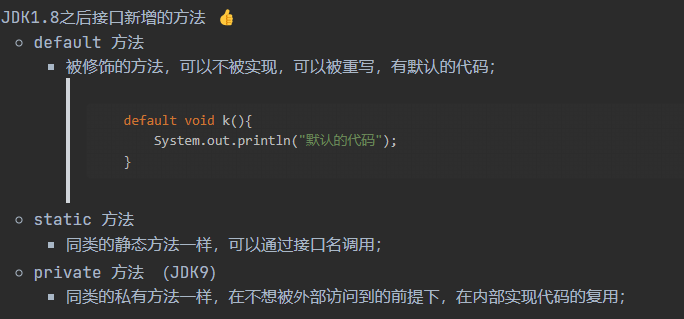 JDK1.8之后接口新增的方法 👍
default 方法
被修饰的方法，可以不被实现，可以被重写，有默认的代码；
default void k(){
System.out.println("默认的代码");
}
static 方法
同类的静态方法一样，可以通过接口名调用；
private 方法 （JDK9）
同类的私有方法一样，在不想被外部访问到的前提下，在内部实现代码的复用；